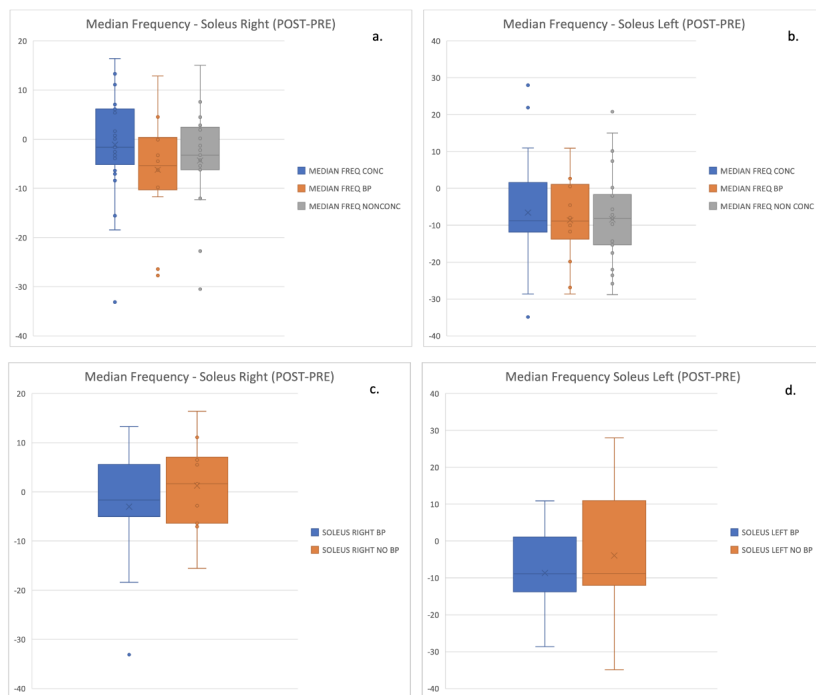 Median Frequency - Soleus Right (POST-PRE)
a.
20
10
0
-10
-20
-30
-40
MEDIAN FREQ CONC
MEDIAN FREQ BP
MEDIAN FREQ NONCONC
Median Frequency - Soleus Left (POST-PRE)
b.
40
30
20
10
0
-10
-20
-30
-40
MEDIAN FREQ CONC
MEDIAN FREQ BP
MEDIAN FREQ NON CONC
Median Frequency - Soleus Right (POST-PRE)
c.
20
10
0
-10
-20
-30
-40
SOLEUS RIGHT BP
SOLEUS RIGHT NO BP
Median Frequency Soleus Left (POST-PRE)
d.
40
30
20
10
0
-10
-20
-30
-40
SOLEUS LEFT BP
SOLEUS LEFT NO BP